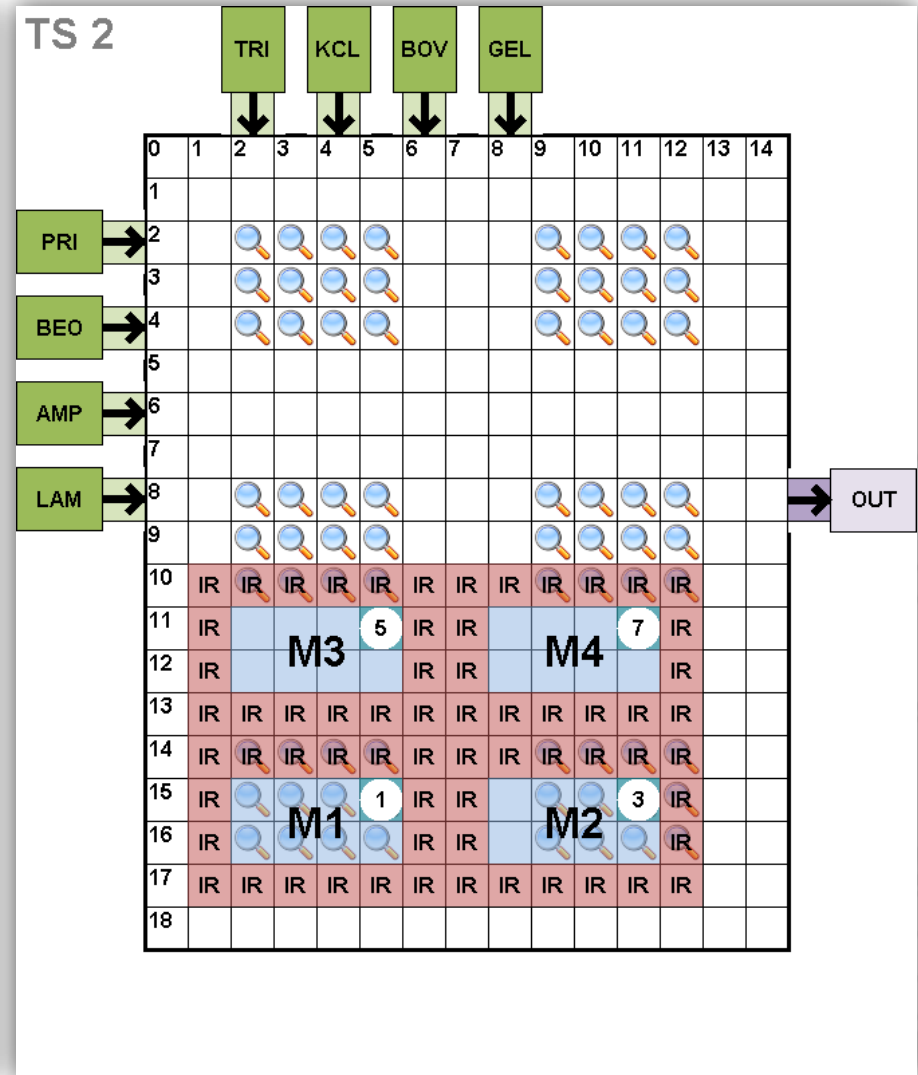 TS 2
TRI KCL BOV GEL
0 1 2 3 4 5 6 7 8 9 10 11 12 13 14
1
PRI 2
3
BEO 4
5
AMP 6
7
LAM 8 OUT
9
10 IR IR IR IR IR IR IR IR IR IR IR IR
11 IR 5 IR IR 7 IR
M3 M4
12 IR IR IR IR
13 IR IR IR IR IR IR IR IR IR IR IR IR
14 IR IR IR IR IR IR IR IR IR IR IR IR
15 IR 1 IR IR 3 IR
M1 M2
16 IR IR IR IR
17 IR IR IR IR IR IR IR IR IR IR IR IR
18